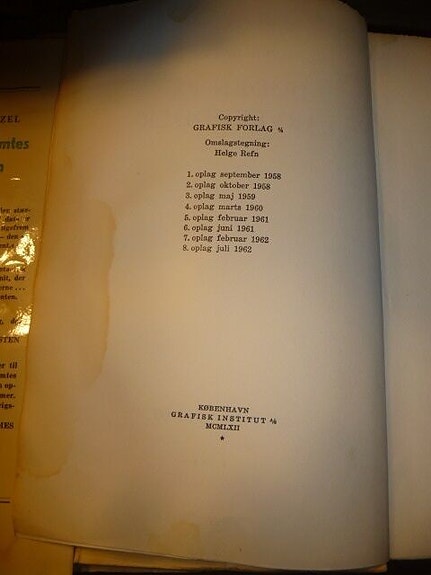 ZEL
mtes
n
Copyright:
GRAFISK FORLAG A/S
Omslagstegning:
Helge Refn
1. oplag september 1958
2. oplag oktober 1958
3. oplag maj 1959
4. oplag marts 1960
5. oplag februar 1961
6. oplag juni 1961
7. oplag februar 1962
8. oplag juli 1962
KØBENHAVN
GRAFISK INSTITUT A/S
MCMLXII